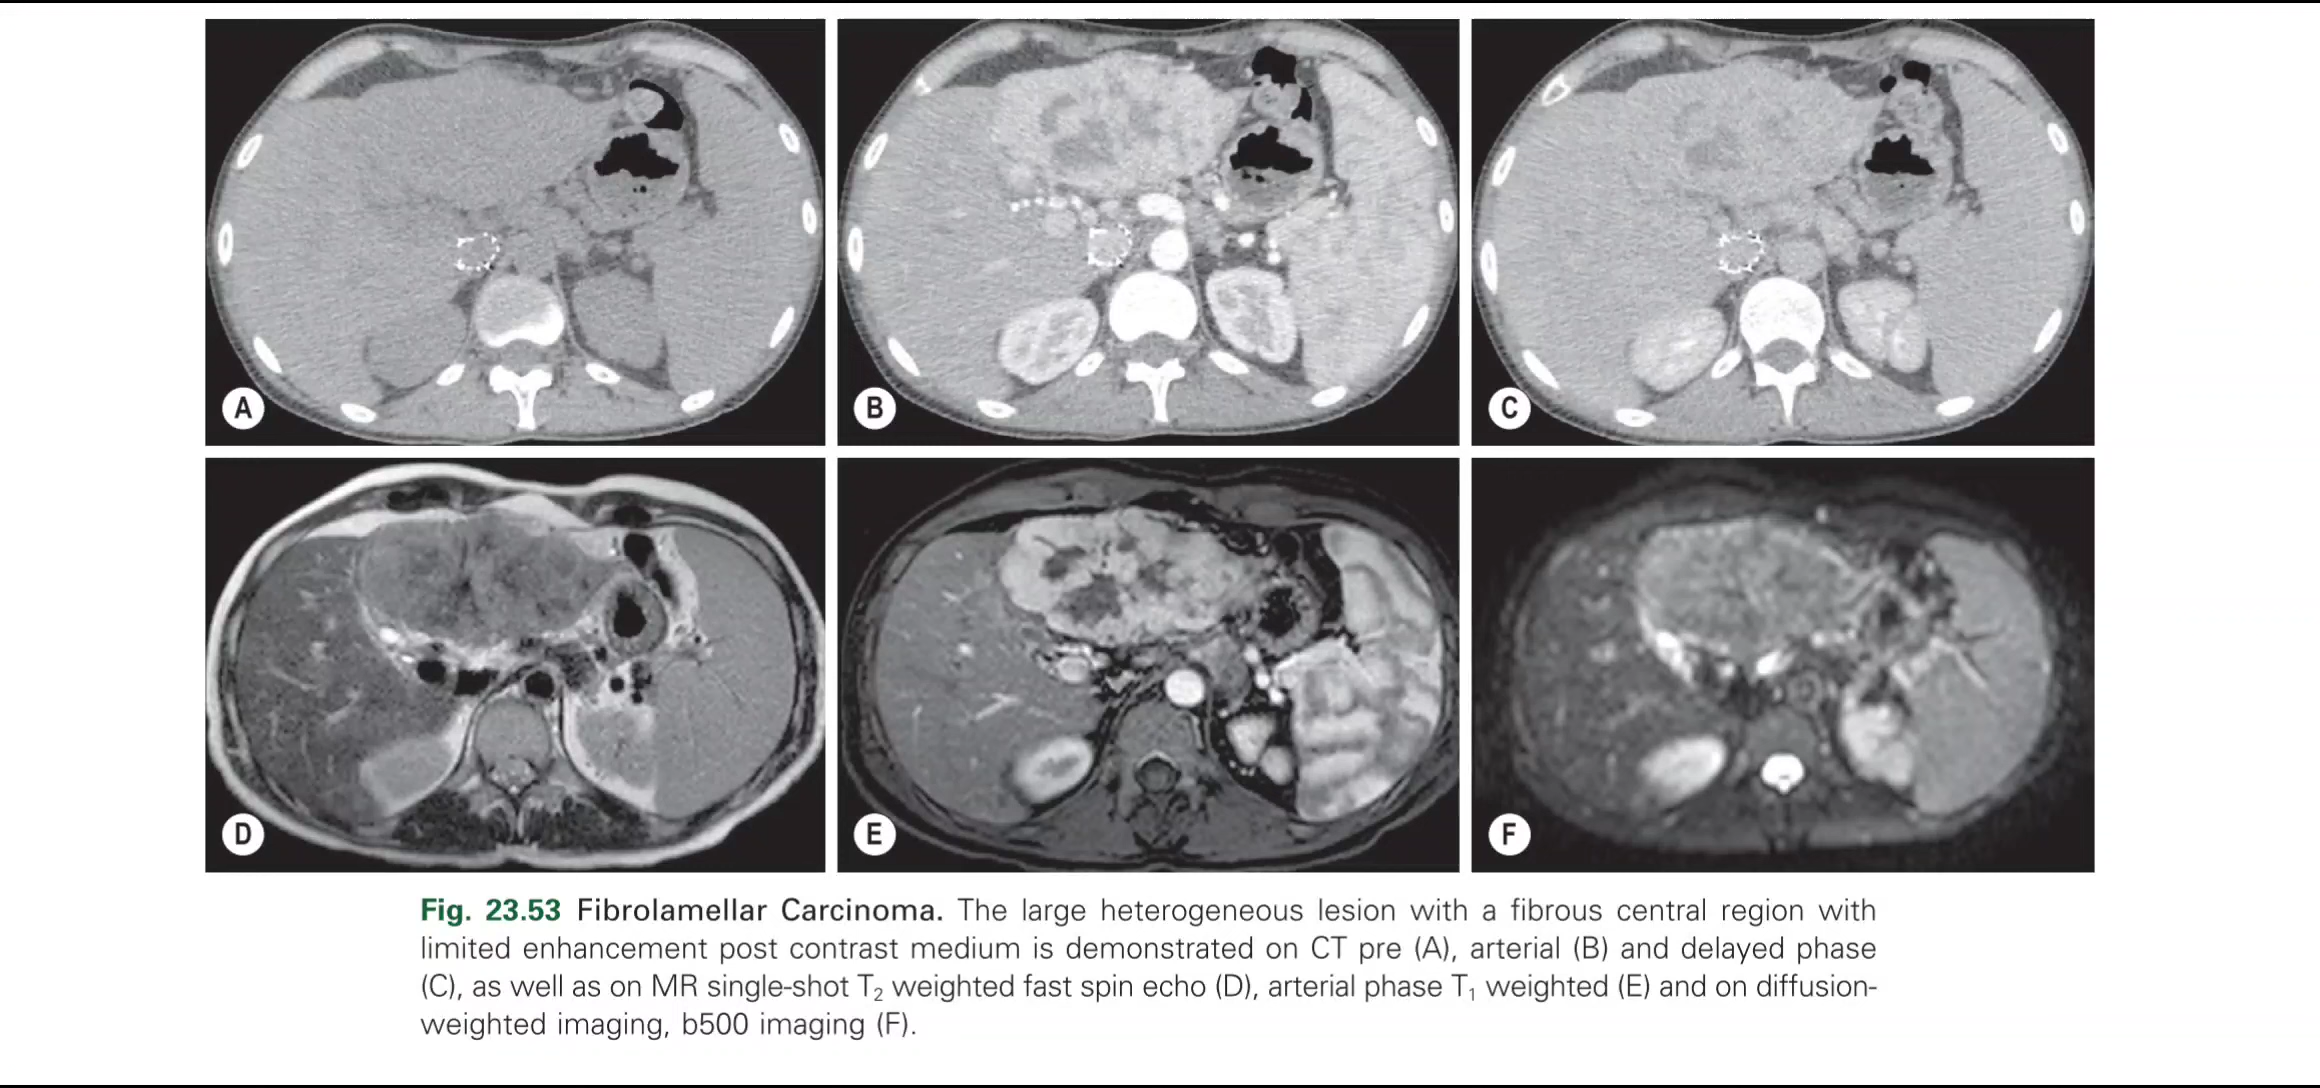 A
B
C
D
E
F
Fig. 23.53 Fibrolamellar Carcinoma. The large heterogeneous lesion with a fibrous central region with
limited enhancement post contrast medium is demonstrated on CT pre (A), arterial (B) and delayed phase
(C), as well as on MR single-shot T₂ weighted fast spin echo (D), arterial phase T₁ weighted (E) and on diffusion-
weighted imaging, b500 imaging (F).